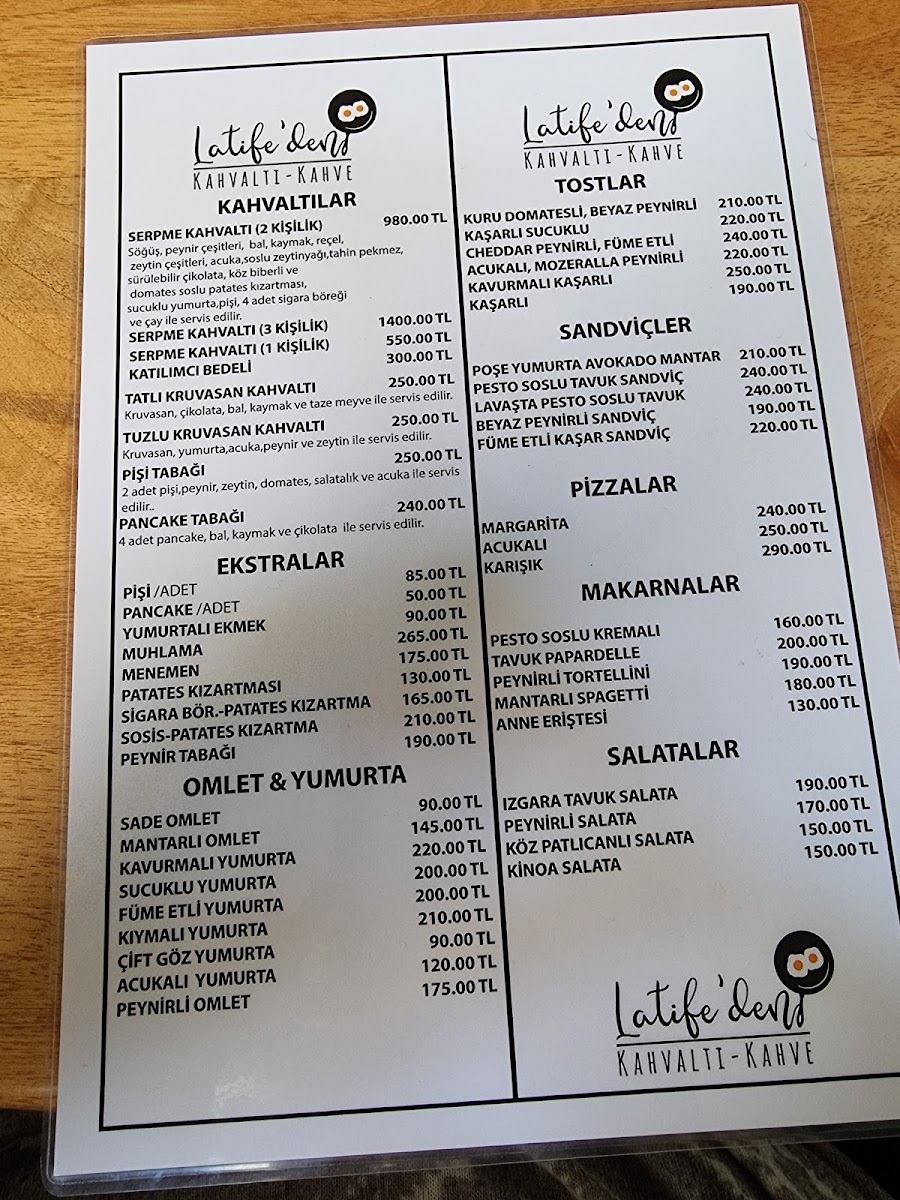 Latife'den
KAHVALTI-KAHVE
KAHVALTILAR
SERPME KAHVALTI (2 KİŞİLİK) 980.00 TL
Söğüş, peynir çeşitleri, bal, kaymak, reçel,
zeytin çeşitleri, acuka,soslu zeytinyağı,tahin pekmez,
sürülebilir çikolata, köz biberli ve
domates soslu patates kızartması,
sucuklu yumurta,pişi, 4 adet sigara böreği
ve çay ile servis edilir.
SERPME KAHVALTI (3 KİŞİLİK) 1400.00 TL
SERPME KAHVALTI (1 KİŞİLİK) 550.00 TL
KATILIMCI BEDELİ 300.00 TL
TATLI KRUVASAN KAHVALTI 250.00 TL
Kruvasan, çikolata, bal, kaymak ve taze meyve ile servis edilir.
TUZLU KRUVASAN KAHVALTI 250.00 TL
Kruvasan, yumurta,acuka,peynir ve zeytin ile servis edilir.
PİŞİ TABAĞI 250.00 TL
2 adet pişi,peynir, zeytin, domates, salatalık ve acuka ile servis
edilir..
PANCAKE TABAĞI 240.00 TL
4 adet pancake, bal, kaymak ve çikolata ile servis edilir.
EKSTRALAR
PİŞİ /ADET 85.00 TL
PANCAKE /ADET 50.00 TL
YUMURTALI EKMEK 90.00 TL
MUHLAMA 265.00 TL
MENEMEN 175.00 TL
PATATES KIZARTMASI 130.00 TL
SİGARA BÖR.-PATATES KIZARTMA 165.00 TL
SOSİS-PATATES KIZARTMA 210.00 TL
PEYNİR TABAĞI 190.00 TL
OMLET & YUMURTA
SADE OMLET 90.00 TL
MANTARLI OMLET 145.00 TL
KAVURMALI YUMURTA 220.00 TL
SUCUKLU YUMURTA 200.00 TL
FÜME ETLİ YUMURTA 200.00 TL
KIYMALI YUMURTA 210.00 TL
ÇİFT GÖZ YUMURTA 90.00 TL
ACUKALI YUMURTA 120.00 TL
PEYNİRLİ OMLET 175.00 TL
Latife'den
KAHVALTI-KAHVE
TOSTLAR
KURU DOMATESLİ, BEYAZ PEYNİRLİ 210.00 TL
KAŞARLI SUCUKLU 220.00 TL
CHEDDAR PEYNİRLİ, FÜME ETLİ 240.00 TL
ACUKALI, MOZERALLA PEYNİRLİ 220.00 TL
KAVURMALI KAŞARLI 250.00 TL
KAŞARLI 190.00 TL
SANDVİÇLER
POŞE YUMURTA AVOKADO MANTAR 210.00 TL
PESTO SOSLU TAVUK SANDVİÇ 240.00 TL
LAVAŞTA PESTO SOSLU TAVUK 240.00 TL
BEYAZ PEYNİRLİ SANDVİÇ 190.00 TL
FÜME ETLİ KAŞAR SANDVİÇ 220.00 TL
PİZZALAR
MARGARİTA 240.00 TL
ACUKALI 250.00 TL
KARIŞIK 290.00 TL
MAKARNALAR
PESTO SOSLU KREMALI 160.00 TL
TAVUK PAPARDELLE 200.00 TL
PEYNİRLİ TORTELLİNİ 190.00 TL
MANTARLI SPAGETTİ 180.00 TL
ANNE ERİŞTESİ 130.00 TL
SALATALAR
IZGARA TAVUK SALATA 190.00 TL
PEYNİRLİ SALATA 170.00 TL
KÖZ PATLICANLI SALATA 150.00 TL
KİNOA SALATA 150.00 TL
Latife'den
KAHVALTI-KAHVE